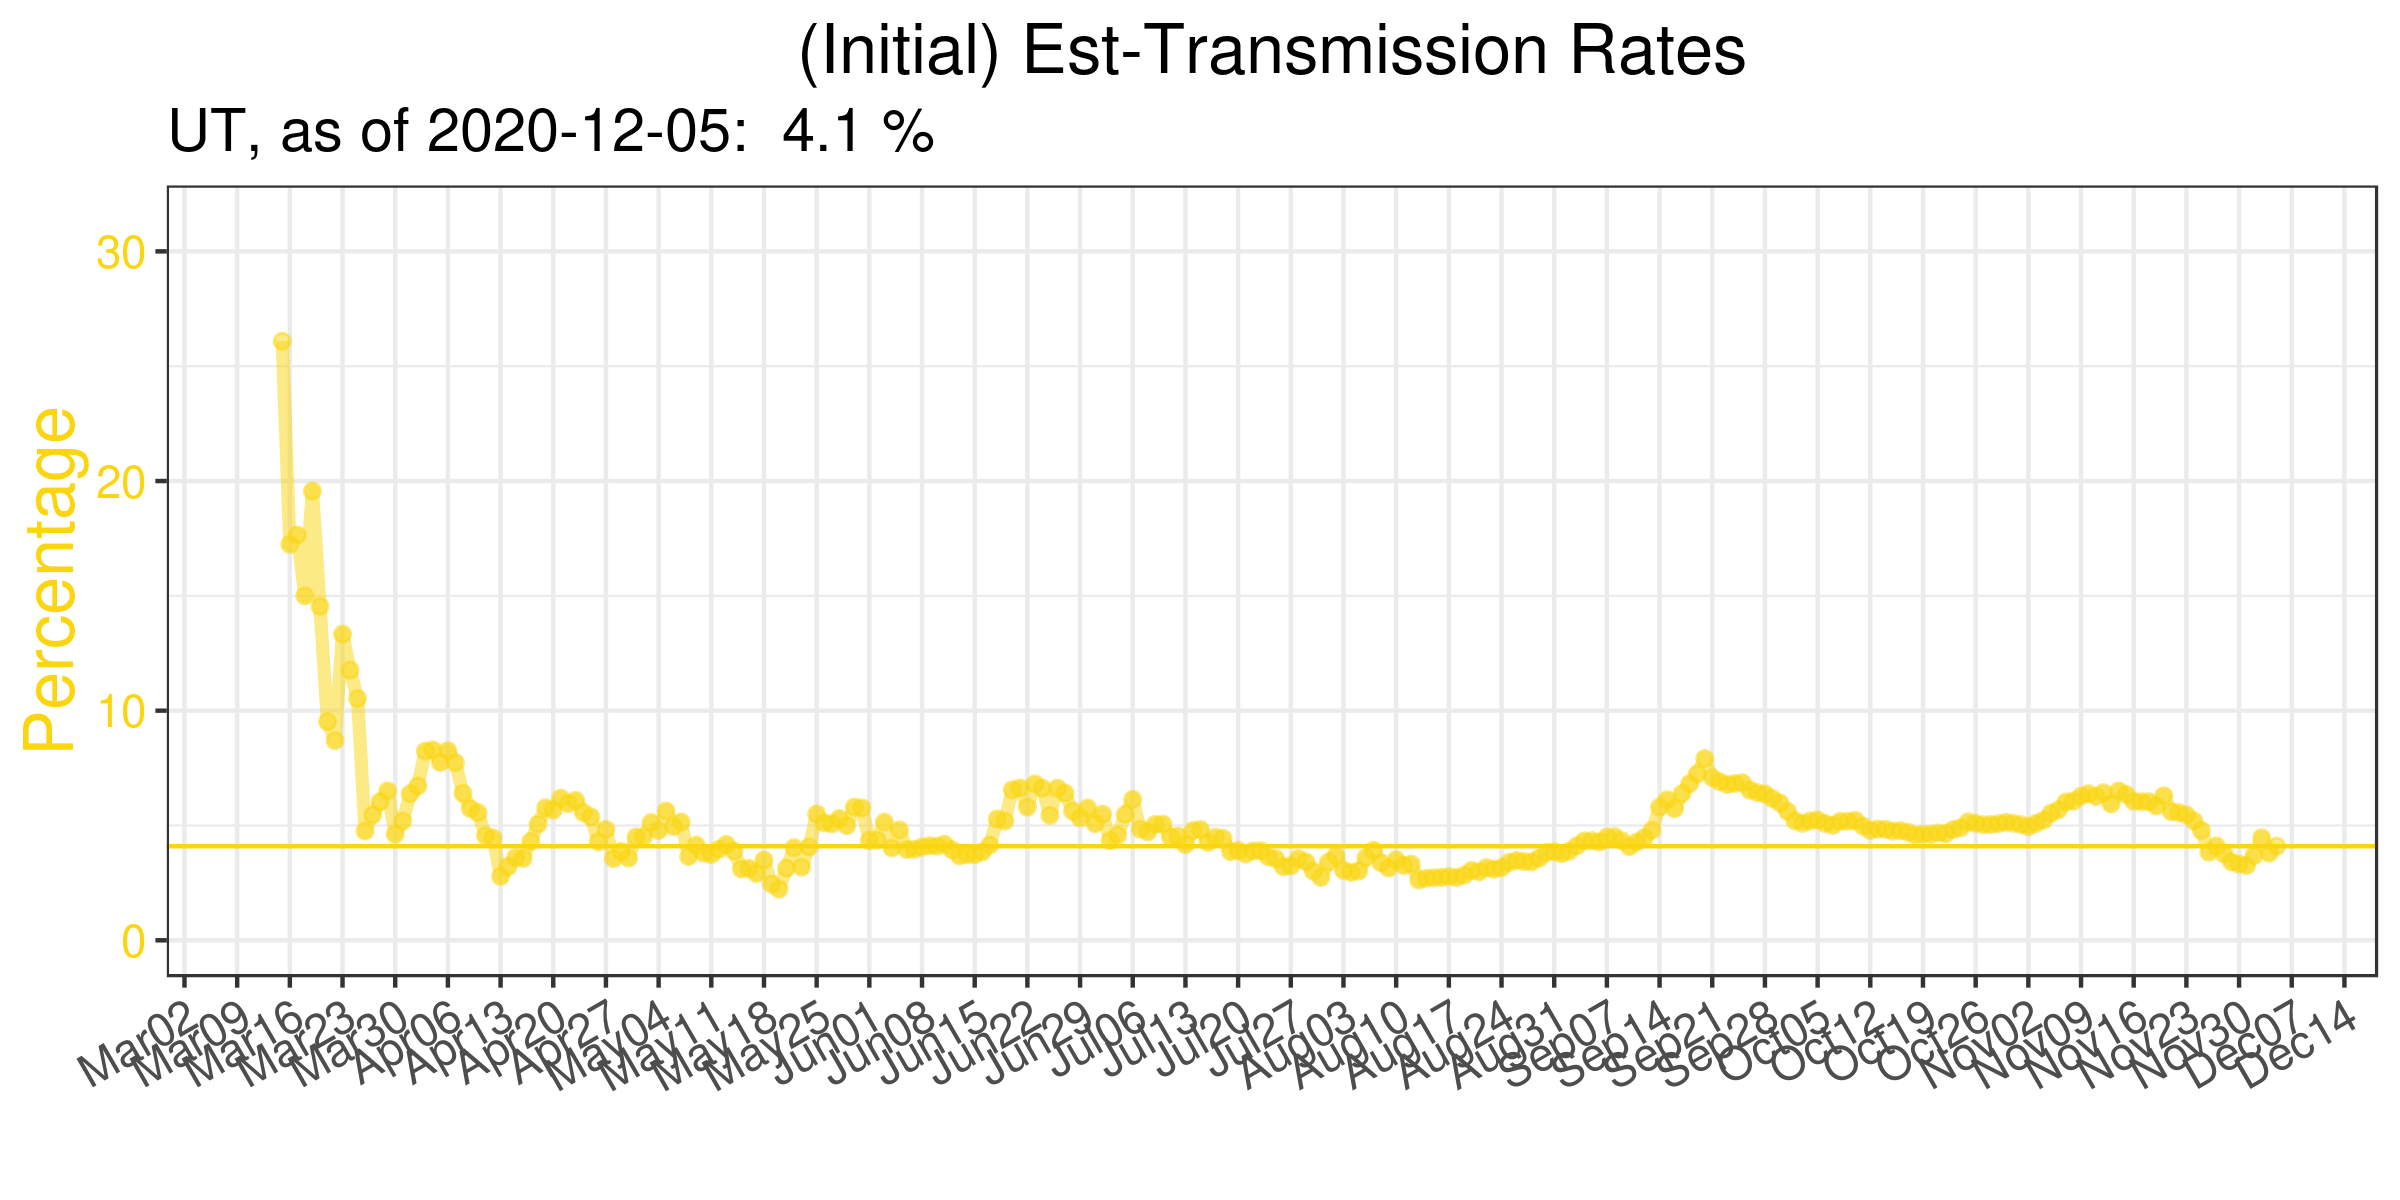 (Initial) Est-Transmission Rates
UT, as of 2020-12-05:  4.1 %
Percentage
30
20
10
0
Mar02
Mar09
Mar16
Mar23
Mar30
Apr06
Apr13
Apr20
Apr27
May04
May11
May18
May25
Jun01
Jun08
Jun15
Jun22
Jun29
Jul06
Jul13
Jul20
Jul27
Aug03
Aug10
Aug17
Aug24
Aug31
Sep07
Sep14
Sep21
Sep28
Oct05
Oct12
Oct19
Oct26
Nov02
Nov09
Nov16
Nov23
Nov30
Dec07
Dec14